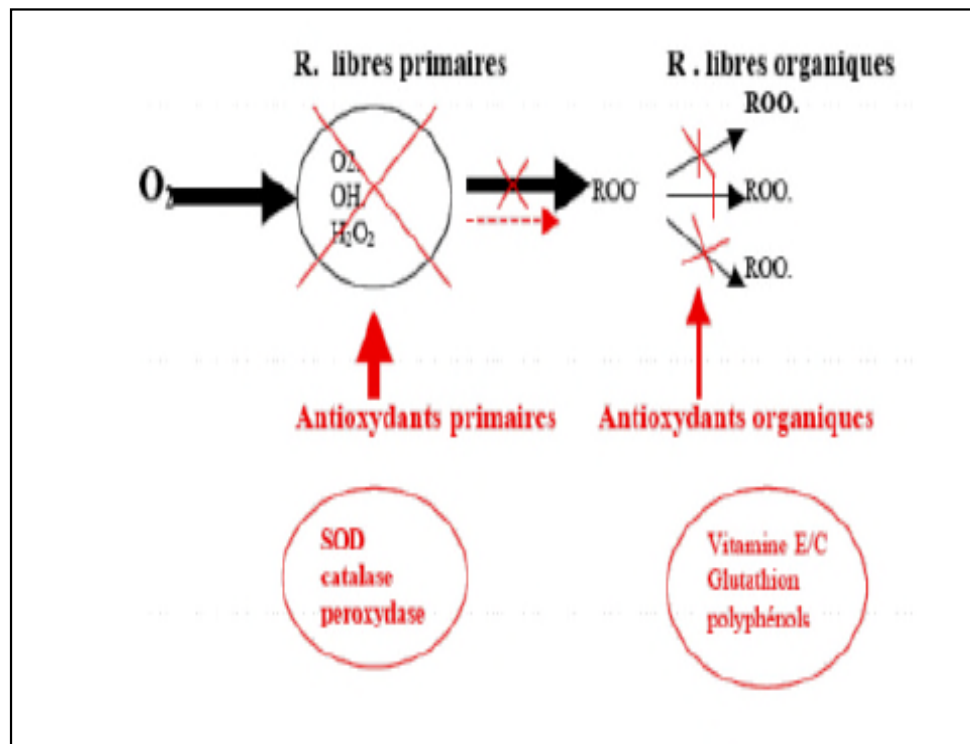 R. libres primaires
R . libres organiques
ROO.
O2
O2.
OH.
H2O2
ROO
ROO.
ROO.
Antioxydants primaires
Antioxydants organiques
SOD
catalase
peroxydase
Vitamine E/C
Glutathion
polyphénols